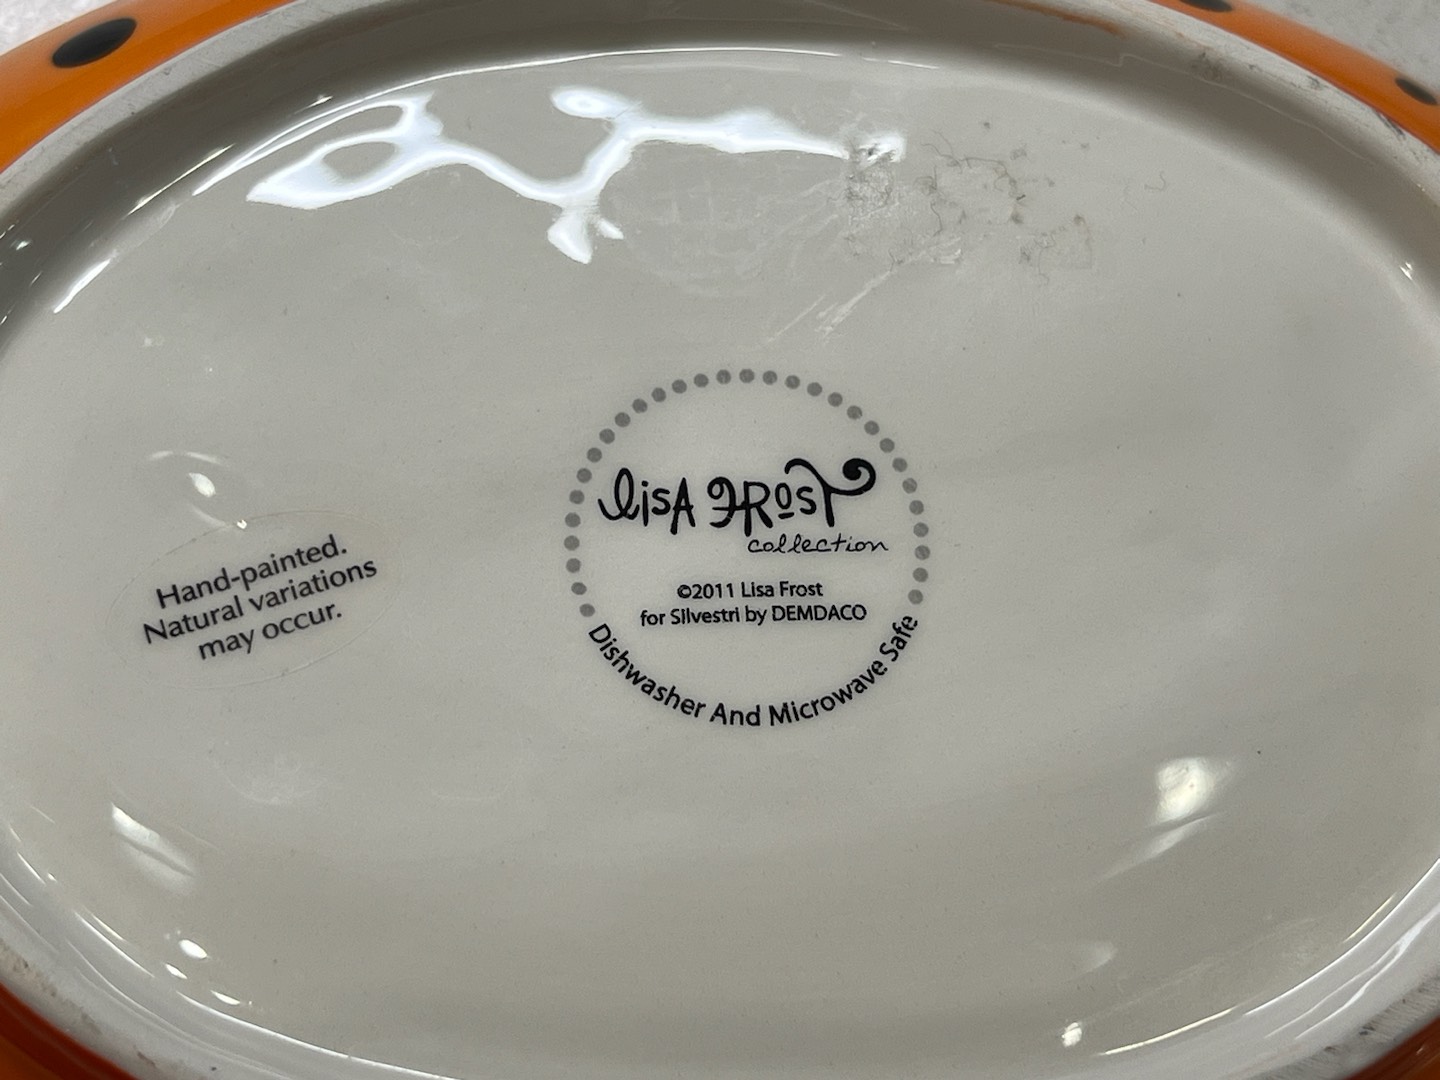 Hand-painted.
Natural variations
may occur.
Lisa Frost
collection
©2011 Lisa Frost
for Silvestri by DEMDACO
Dishwasher And Microwave Safe